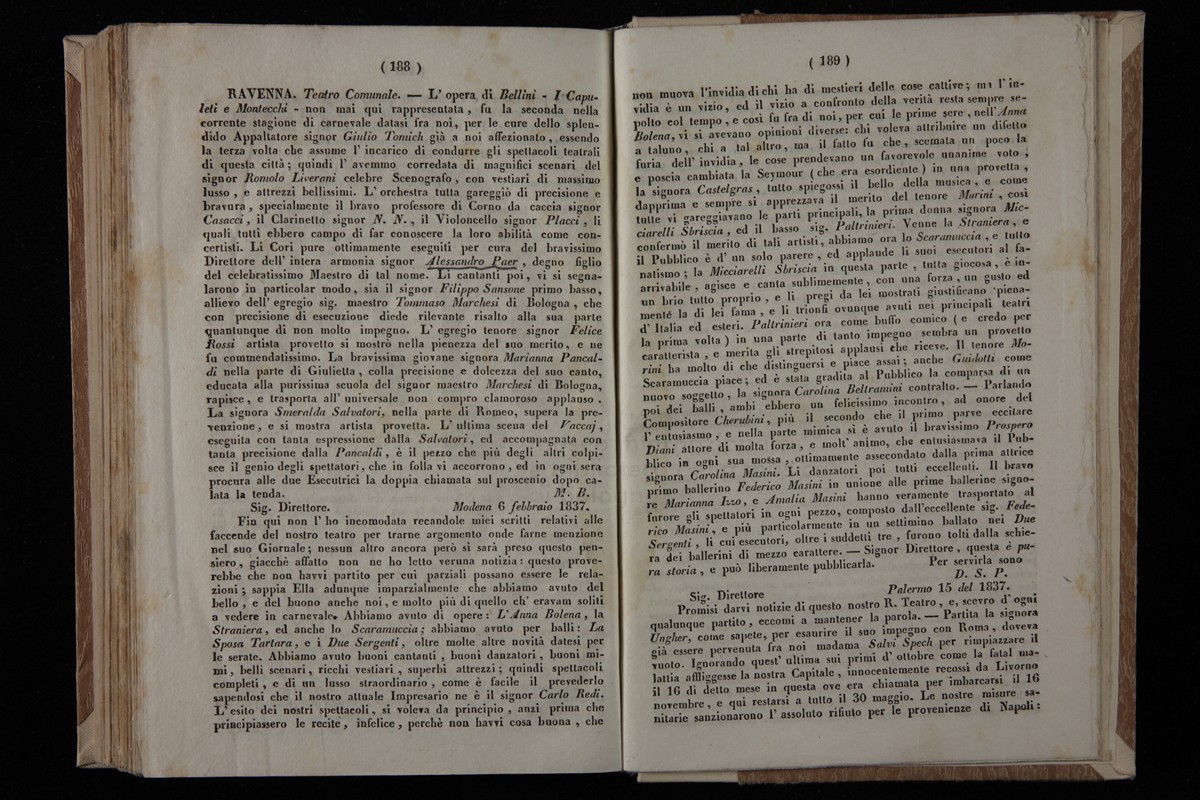 ( 188 )
RAVENNA. Teatro Comunale. — L' opera di Bellini - I Capu-
leti e Montecchi - non mai qui rappresentata, fu la seconda nella
corrente stagione di carnevale datasi fra noi, per le cure dello splen-
dido Appaltatore signor Giulio Tomich già a noi affezionato, essendo
la terza volta che assume l' incarico di condurre gli spettacoli teatrali
di questa città; quindi l' avemmo corredata di magnifici scenari del
signor Romolo Liverani celebre Scenografo, con vestiari di massimo
lusso, e attrezzi bellissimi. L' orchestra tutta gareggiò di precisione e
bravura, specialmente il bravo professore di Corno da caccia signor
Casacci, il Clarinetto signor N. N., il Violoncello signor Placci, li
quali tutti ebbero campo di far conoscere la loro abilità come con-
certisti. Li Cori pure ottimamente eseguiti per cura del bravissimo
Direttore dell' intera armonia signor Alessandro Paer, degno figlio
del celebratissimo Maestro di tal nome. Li cantanti poi, vi si segna-
larono in particolar modo, sia il signor Filippo Sansone primo basso,
allievo dell' egregio sig. maestro Tommaso Marchesi di Bologna, che
con precisione di esecuzione diede rilevante risalto alla sua parte
quantunque di non molto impegno. L' egregio tenore signor Felice
Rossi artista provetto si mostrò nella pienezza del suo merito, e ne
fu commendatissimo. La bravissima giovane signora Marianna Pancal-
di nella parte di Giulietta, colla precisione e dolcezza del suo canto,
educata alla purissima scuola del signor maestro Marchesi di Bologna,
rapisce, e trasporta all' universale non compro clamoroso applauso.
La signora Smeralda Salvatori, nella parte di Romeo, supera la pre-
venzione, e si mostra artista provetta. L' ultima scena del Vaccaj,
eseguita con tanta espressione dalla Salvatori, ed accompagnata con
tanta precisione dalla Pancaldi, è il pezzo che più degli altri colpi-
sce il genio degli spettatori, che in folla vi accorrono, ed in ogni sera
procura alle due Esecutrici la doppia chiamata sul proscenio dopo ca-
lata la tenda. M. B.
Sig. Direttore. Modena 6 febbraio 1837.
Fin qui non l' ho incomodata recandole miei scritti relativi alle
faccende del nostro teatro per trarne argomento onde farne menzione
nel suo Giornale; nessun altro ancora però si sarà preso questo pen-
siero, giacchè affatto non ne ho letto veruna notizia: questo prove-
rebbe che non havvi partito per cui parziali possano essere le rela-
zioni; sappia Ella adunque imparzialmente che abbiamo avuto del
bello, e del buono anche noi, e molto più di quello ch' eravam soliti
a vedere in carnevale. Abbiamo avuto di opere: L'Anna Bolena, la
Straniera, ed anche lo Scaramuccia; abbiamo avuto per balli: La
Sposa Tartara, e i Due Sergenti, oltre molte altre novità datesi per
le serate. Abbiamo avuto buoni cantanti, buoni danzatori, buoni mi-
mi, belli scenari, ricchi vestiari, superbi attrezzi; quindi spettacoli
completi, e di un lusso straordinario, come è facile il prevederlo
sapendosi che il nostro attuale Impresario ne è il signor Carlo Redi.
L' esito dei nostri spettacoli, si voleva da principio, anzi prima che
principiassero le recite, infelice, perchè non havvi cosa buona, che
( 189 )
non muova l'invidia di chi ha di mestieri delle cose cattive; ma l' in-
vidia è un vizio, ed il vizio a confronto della verità resta sempre se-
polto col tempo, e così fu fra di noi, per cui le prime sere, nell' Anna
Bolena, vi si avevano opinioni diverse: chi voleva attribuire un difetto
a taluno, chi a tal altro, ma il fatto fu che, scemata un poco la
furia dell' invidia, le cose prendevano un favorevole unanime voto,
e poscia cambiata la Seymour (che era esordiente) in una provetta,
la signora Castelgras, tutto spiegossi il bello della musica, e come
dapprima e sempre si apprezzava il merito del tenore Morini, così
tutte vi gareggiavano le parti principali, la prima donna signora Mic-
ciarelli Sbriscia, ed il basso sig. Paltrinieri. Venne la Straniera, e
confermò il merito di tali artisti, abbiamo ora lo Scaramuccia, e tutto
il Pubblico è d' un solo parere, ed applaude li suoi esecutori al fa-
natismo; la Mieciarelli Sbriscia in questa parte, tutta giocosa, è in-
arrivabile, agisce e canta sublimemente, con una forza, un gusto ed
un brio tutto proprio, e li pregi da lei mostrati giustificano piena-
mente la di lei fama, e li trionfi ovunque avuti nei principali teatri
d' Italia ed esteri. Paltrinieri ora come buffo comico (e credo per
la prima volta) in una parte di tanto impegno sembra un provetto
caratterista, e merita gli strepitosi applausi che riceve. Il tenore Mo-
rini ha molto di che distinguersi e piace assai; anche Guidotti come
Scaramuccia piace; ed è stata gradita al Pubblico la comparsa di un
nuovo soggetto, la signora Carolina Beltramini contralto. — Parlando
poi dei balli, ambi ebbero un felicissimo incontro, ad onore del
Compositore Cherubini, più il secondo che il primo parve eccitare
l' entusiasmo, e nella parte mimica si è avuto il bravissimo Prospero
Diani attore di molta forza, e molt' animo, che entusiasmava il Pub-
blico in ogni sua mossa, ottimamente assecondato dalla prima attrice
signora Carolina Masini. Li danzatori poi tutti eccellenti. Il bravo
primo ballerino Federico Masini in unione alle prime ballerine signo-
re Marianna Izzo, e Amalia Masini hanno veramente trasportato al
furore gli spettatori in ogni pezzo, composto dall'eccellente sig. Fede-
rico Masini, e più particolarmente in un settimino ballato nei Due
Sergenti, li cui esecutori, oltre i suddetti tre, furono tolti dalla schie-
ra dei ballerini di mezzo carattere. — Signor Direttore, questa è pu-
ra storia, e può liberamente pubblicarla. Per servirla sono
D. S. P.
Sig. Direttore Palermo 15 del 1837.
Promisi darvi notizie di questo nostro R. Teatro, e, scevro d' ogni
qualunque partito, eccomi a mantener la parola. — Partita la signora
Ungher, come sapete, per esaurire il suo impegno con Roma, doveva
già essere pervenuta fra noi madama Salvi Spech per rimpiazzare il
vuoto. Ignorando quest' ultima sui primi d' ottobre come la fatal ma-
lattia affliggesse la nostra Capitale, innocentemente recossi da Livorno
il 16 di detto mese in questa ove era chiamata per imbarcarsi il 16
novembre, e qui restarsi a tutto il 30 maggio. Le nostre misure sa-
nitarie sanzionarono l' assoluto rifiuto per le provenienze di Napoli: